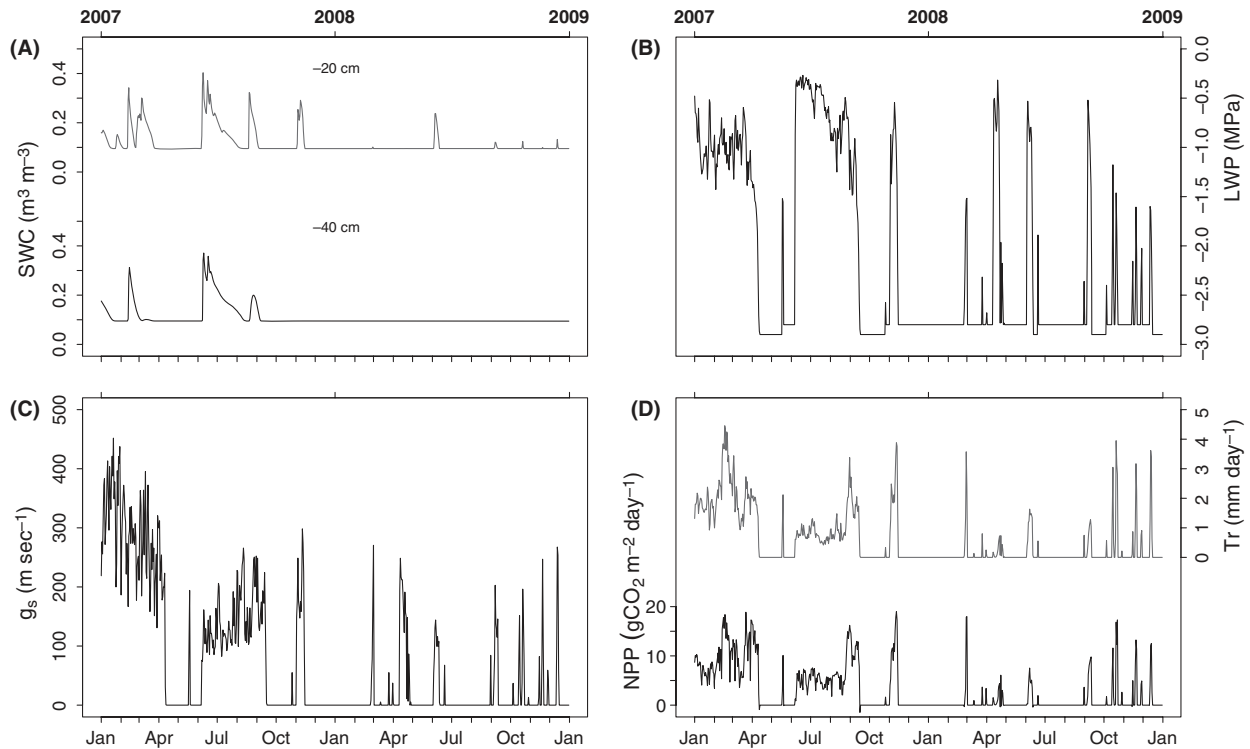 2007 2008 2009
(A)
SWC (m³ m⁻³)
0.4
0.2
0.0
0.4
0.2
0.0
−20 cm
−40 cm
2007 2008 2009
(B)
0.0
−0.5
−1.0
−1.5
−2.0
−2.5
−3.0
LWP (MPa)
(C)
gₛ (m sec⁻¹)
500
400
300
200
100
0
Jan Apr Jul Oct Jan Apr Jul Oct Jan
(D)
5
4
3
2
1
0
Tr (mm day⁻¹)
NPP (gCO₂ m⁻² day⁻¹)
20
10
0
Jan Apr Jul Oct Jan Apr Jul Oct Jan